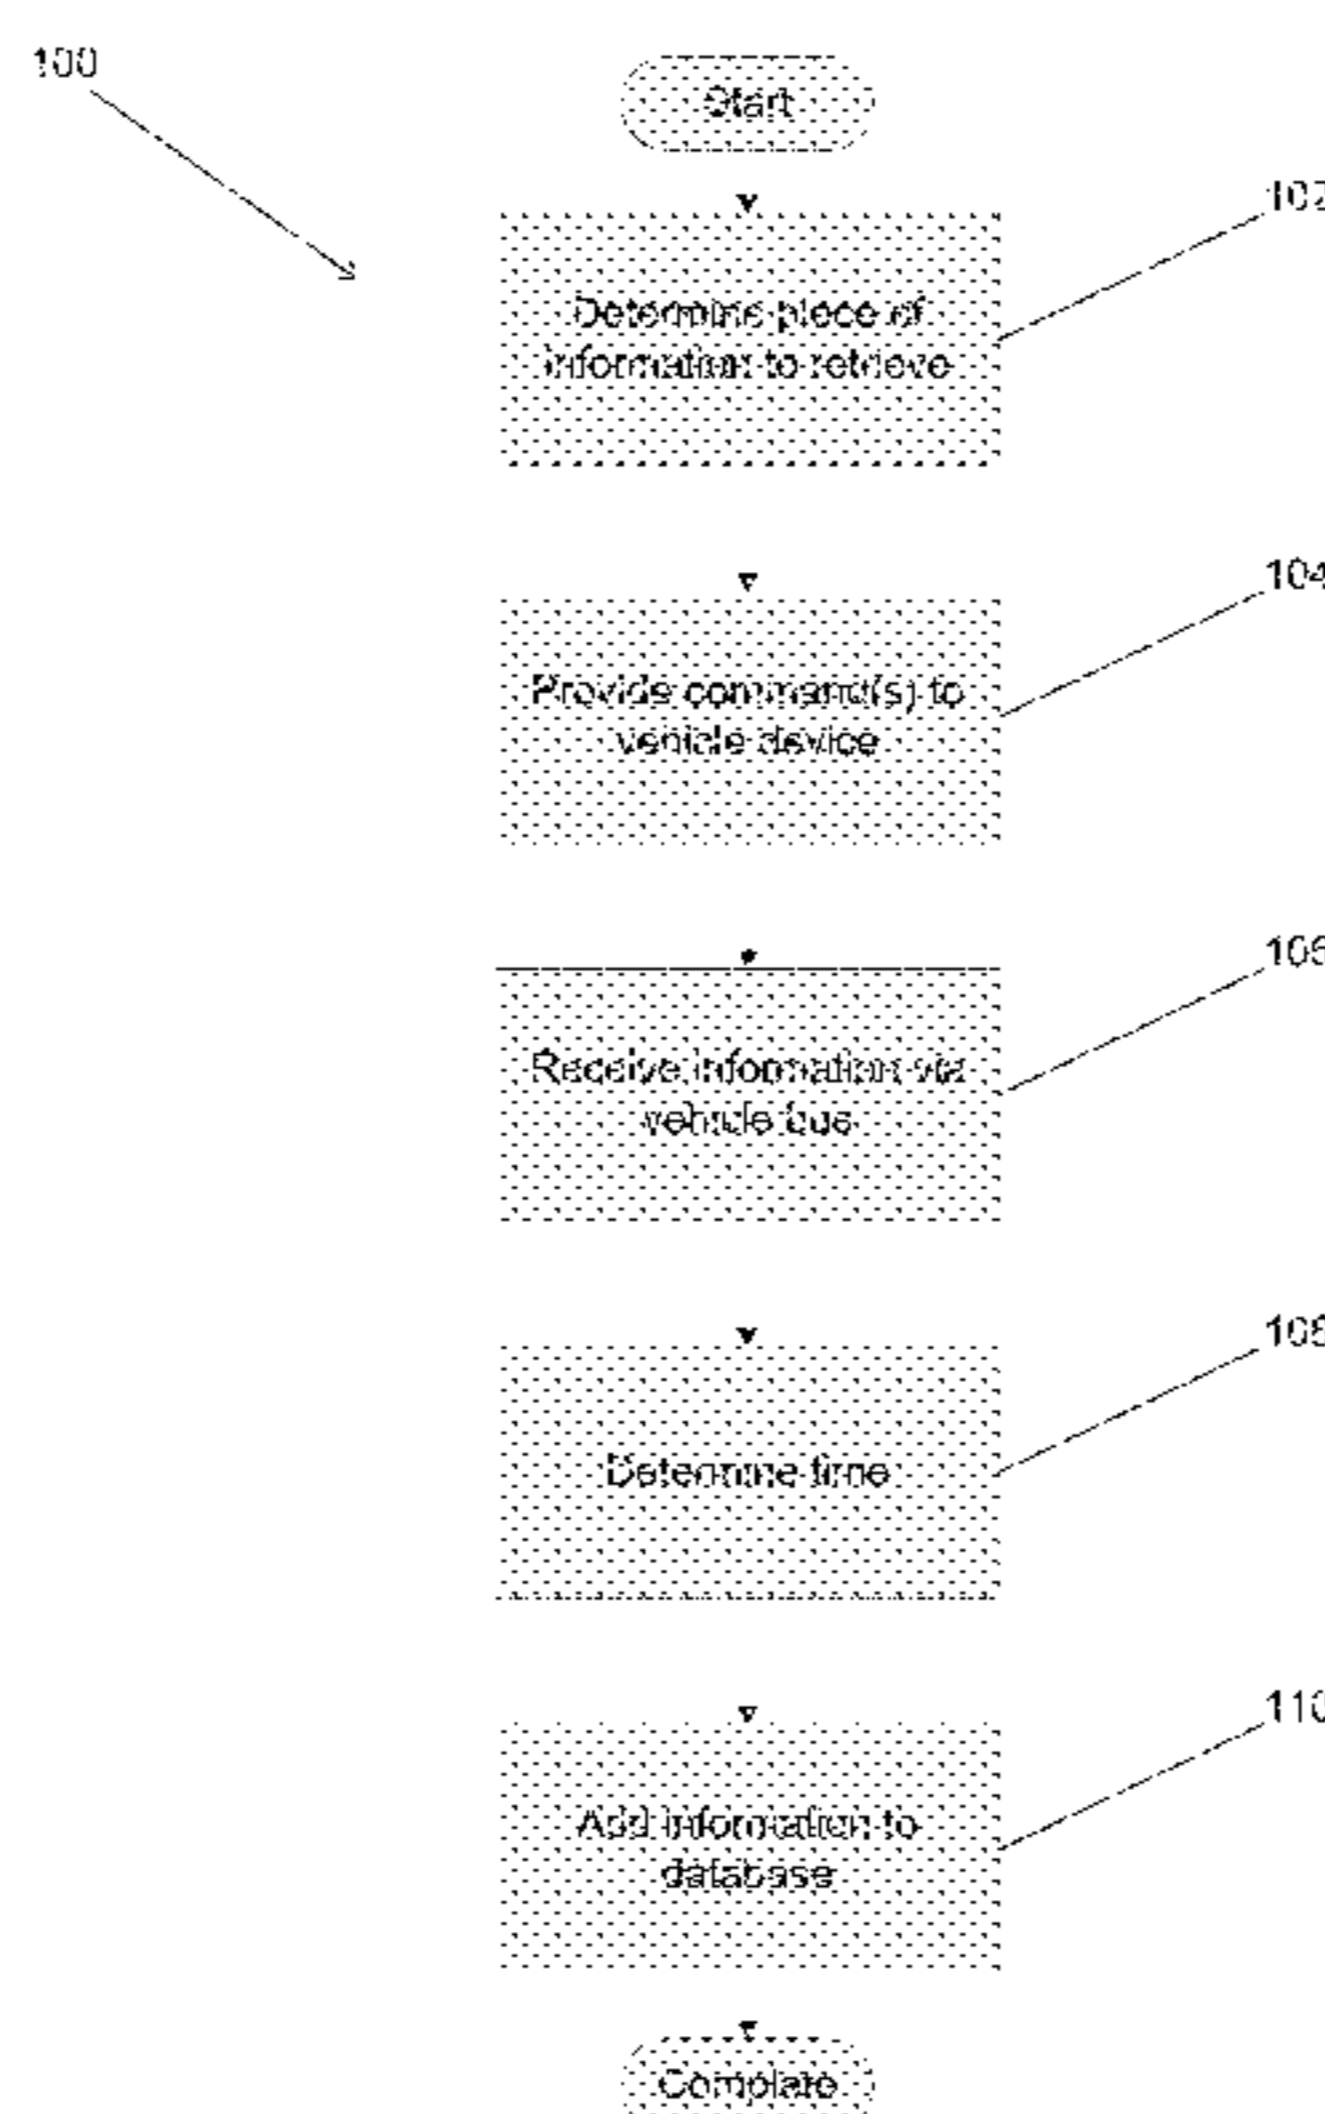 100
Start
102
Determine piece of
information to retrieve
104
Provide command(s) to
vehicle device
106
Receive information via
vehicle bus
108
Determine time
110
Add information to
database
Complete